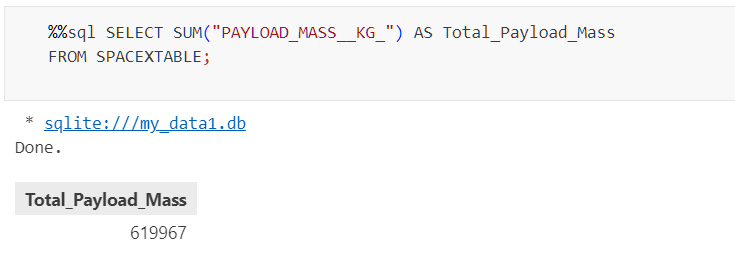 %%sql SELECT SUM("PAYLOAD_MASS__KG_") AS Total_Payload_Mass
FROM SPACEXTABLE;
* sqlite:///my_data1.db
Done.
Total_Payload_Mass
619967